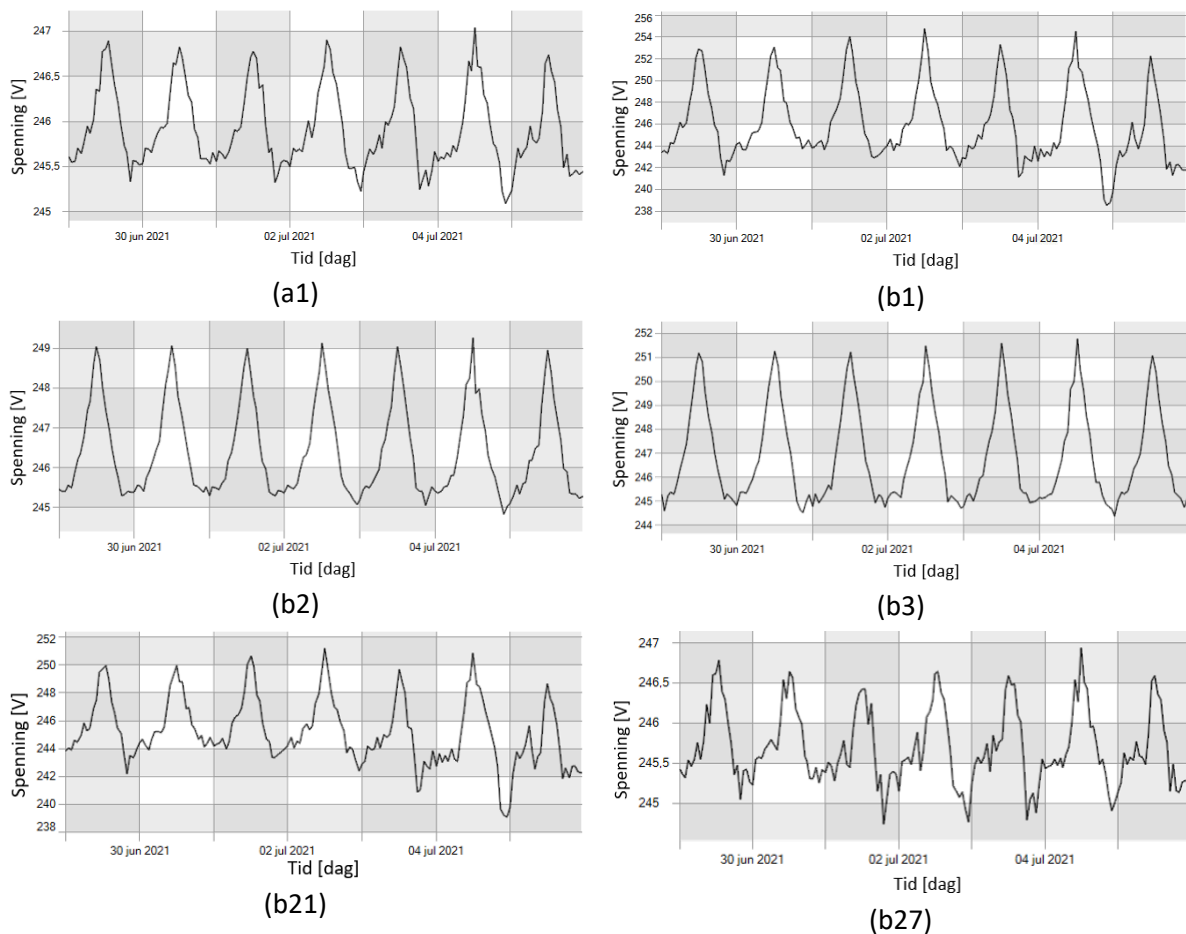 Spenning [V]
247
246,5
246
245,5
245
30 jun 2021
02 jul 2021
04 jul 2021
Tid [dag]
(a1)
Spenning [V]
256
254
252
250
248
246
244
242
240
238
30 jun 2021
02 jul 2021
04 jul 2021
Tid [dag]
(b1)
Spenning [V]
249
248
247
246
245
30 jun 2021
02 jul 2021
04 jul 2021
Tid [dag]
(b2)
Spenning [V]
252
251
250
249
248
247
246
245
244
30 jun 2021
02 jul 2021
04 jul 2021
Tid [dag]
(b3)
Spenning [V]
252
250
248
246
244
242
240
238
30 jun 2021
02 jul 2021
04 jul 2021
Tid [dag]
(b21)
Spenning [V]
247
246,5
246
245,5
245
30 jun 2021
02 jul 2021
04 jul 2021
Tid [dag]
(b27)